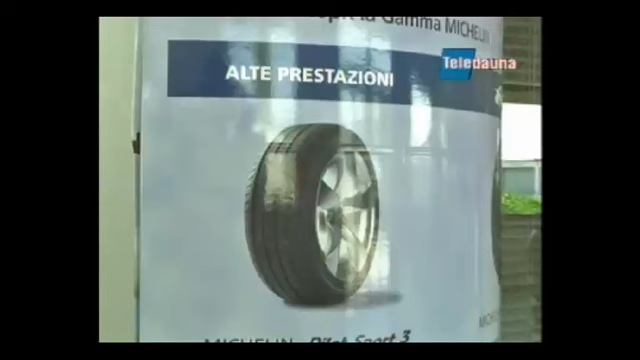 la Gamma MICHELIN
Teledauna
ALTE PRESTAZIONI
MICHELIN Pilot Sport 3